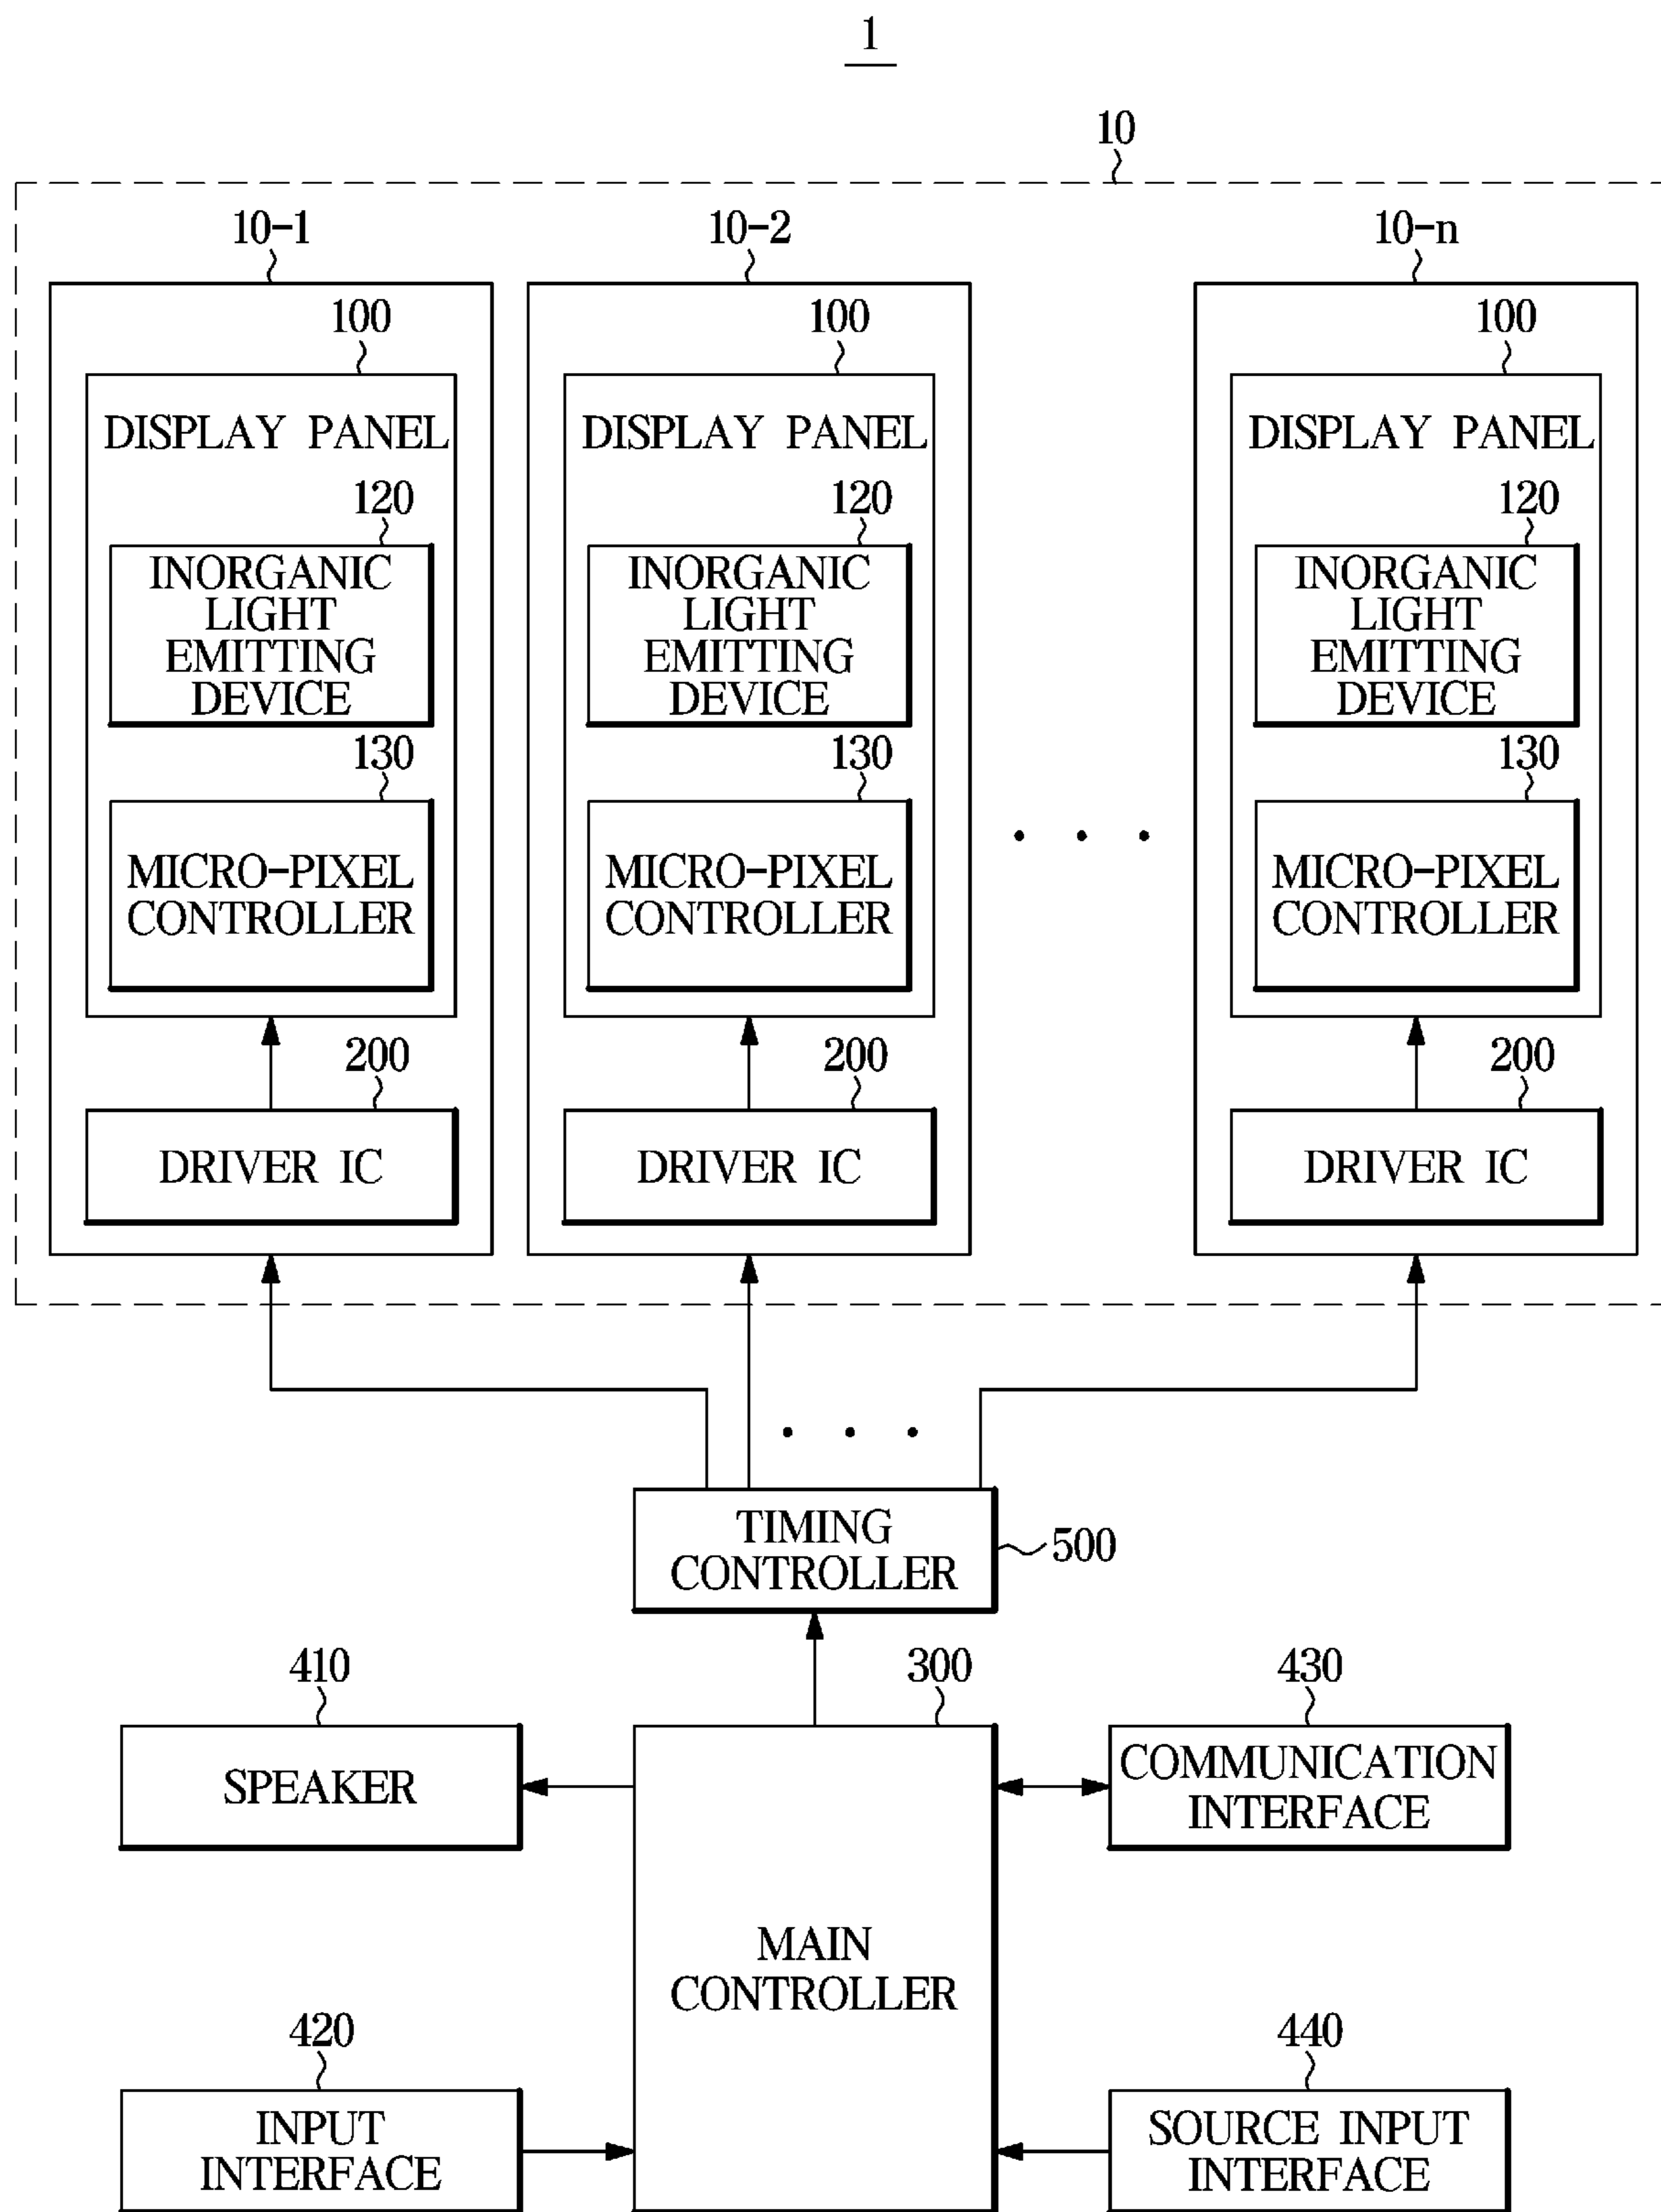 1
10
10-1
10-2
10-n
100
100
100
DISPLAY PANEL
DISPLAY PANEL
DISPLAY PANEL
120
120
120
INORGANIC
LIGHT
EMITTING
DEVICE
INORGANIC
LIGHT
EMITTING
DEVICE
INORGANIC
LIGHT
EMITTING
DEVICE
130
130
130
MICRO-PIXEL
CONTROLLER
MICRO-PIXEL
CONTROLLER
MICRO-PIXEL
CONTROLLER
200
200
200
DRIVER IC
DRIVER IC
DRIVER IC
TIMING
CONTROLLER
500
410
300
430
SPEAKER
COMMUNICATION
INTERFACE
MAIN
CONTROLLER
420
440
INPUT
INTERFACE
SOURCE INPUT
INTERFACE